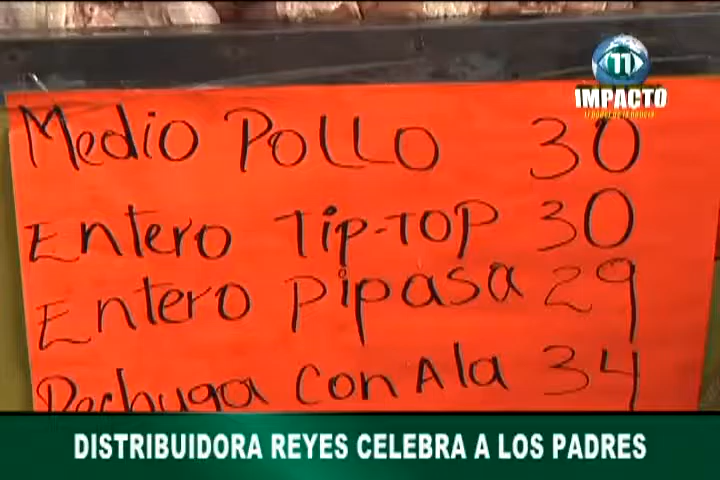 11
IMPACTO
Medio Pollo 30
Entero Tip-TOP 30
Entero pipasa 29
Pechuga con Ala 34
DISTRIBUIDORA REYES CELEBRA A LOS PADRES